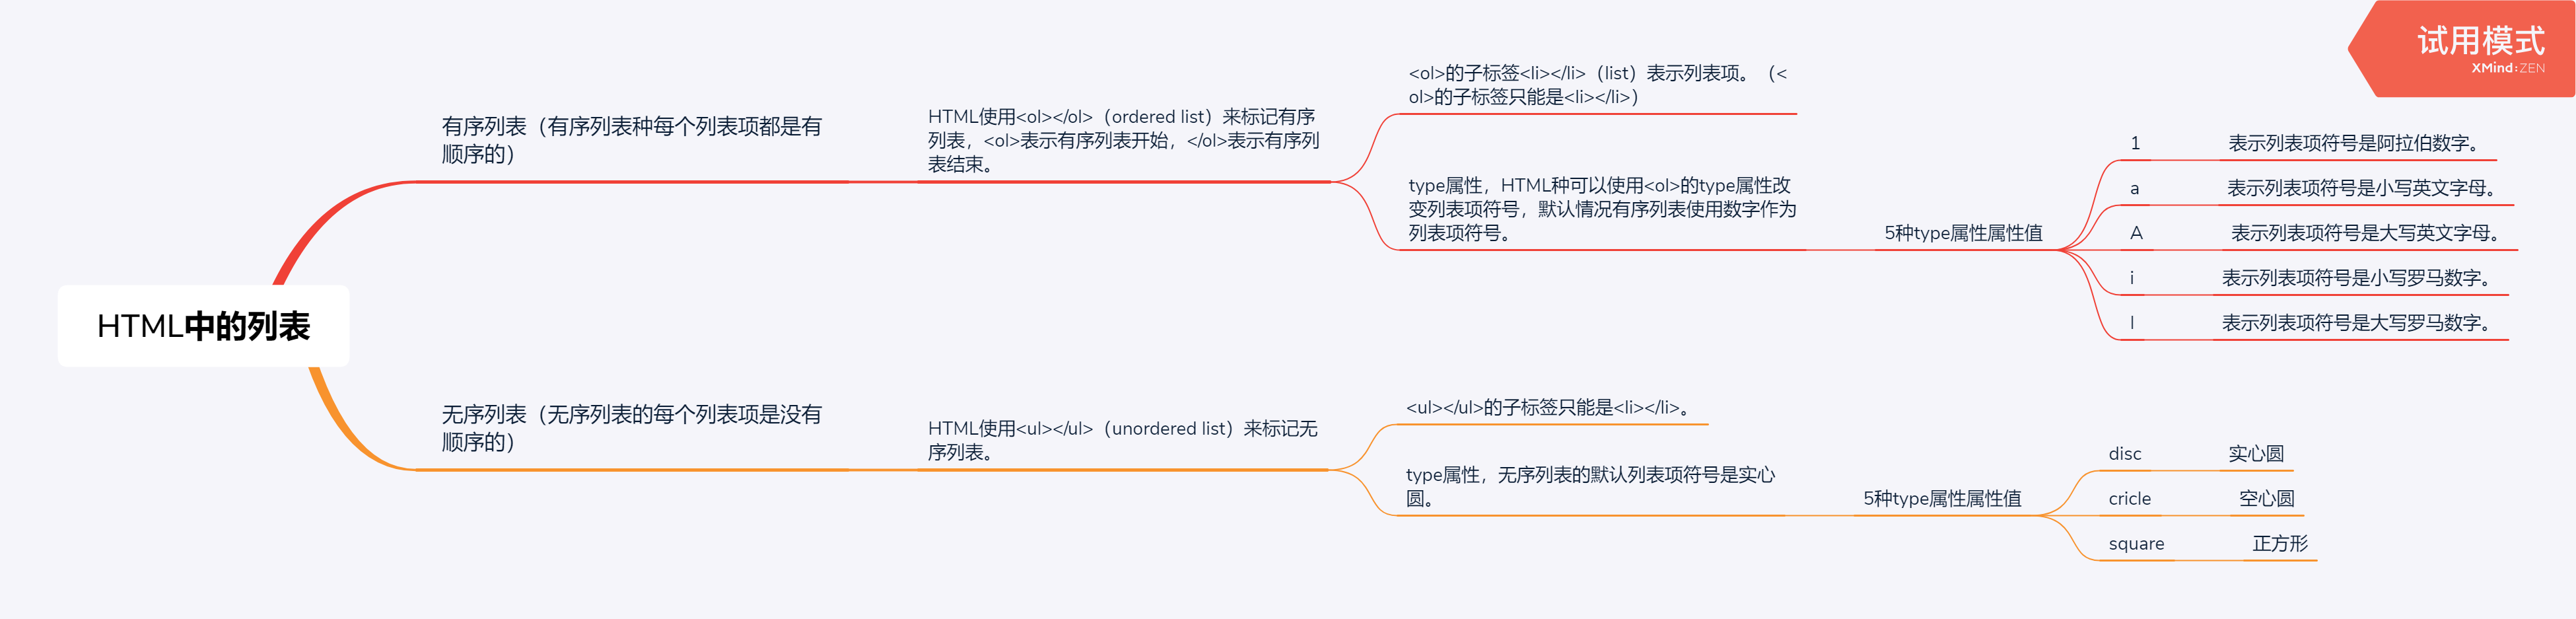 试用模式
XMind:ZEN
HTML中的列表
有序列表（有序列表种每个列表项都是有
顺序的）
HTML使用<ol></ol>（ordered list）来标记有序
列表，<ol>表示有序列表开始，</ol>表示有序列
表结束。
<ol>的子标签<li></li>（list）表示列表项。（<
ol>的子标签只能是<li></li>）
type属性，HTML种可以使用<ol>的type属性改
变列表项符号，默认情况有序列表使用数字作为
列表项符号。
5种type属性属性值
1
表示列表项符号是阿拉伯数字。
a
表示列表项符号是小写英文字母。
A
表示列表项符号是大写英文字母。
i
表示列表项符号是小写罗马数字。
I
表示列表项符号是大写罗马数字。
无序列表（无序列表的每个列表项是没有
顺序的）
HTML使用<ul></ul>（unordered list）来标记无
序列表。
<ul></ul>的子标签只能是<li></li>。
type属性，无序列表的默认列表项符号是实心
圆。
5种type属性属性值
disc
实心圆
cricle
空心圆
square
正方形